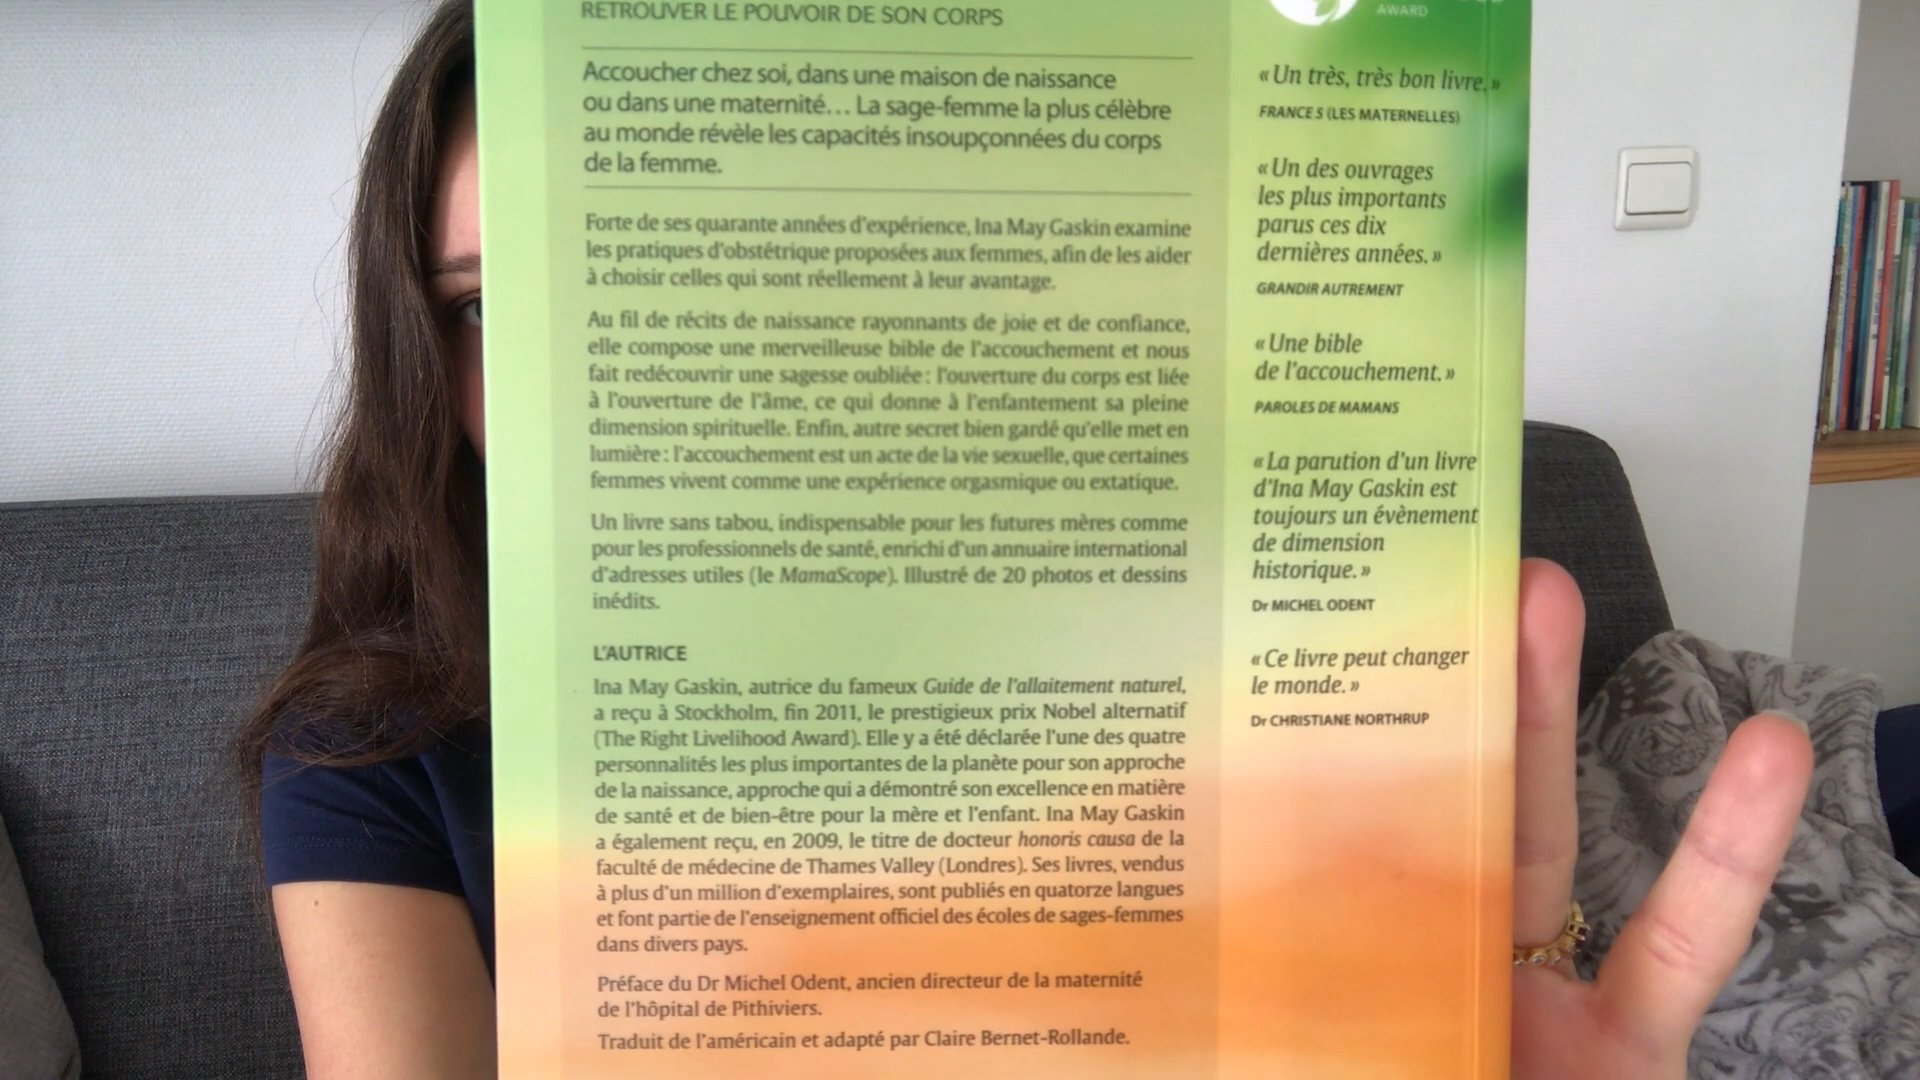 RETROUVER LE POUVOIR DE SON CORPS
Accoucher chez soi, dans une maison de naissance
ou dans une maternité… La sage-femme la plus célèbre
au monde révèle les capacités insoupçonnées du corps
de la femme.
Forte de ses quarante années d'expérience, Ina May Gaskin examine
les pratiques d'obstétrique proposées aux femmes, afin de les aider
à choisir celles qui sont réellement à leur avantage.
Au fil de récits de naissance rayonnants de joie et de confiance,
elle compose une merveilleuse bible de l'accouchement et nous
fait redécouvrir une sagesse oubliée : l'ouverture du corps est liée
à l'ouverture de l'âme, ce qui donne à l'enfantement sa pleine
dimension spirituelle. Enfin, autre secret bien gardé qu'elle met en
lumière : l'accouchement est un acte de la vie sexuelle, que certaines
femmes vivent comme une expérience orgasmique ou extatique.
Un livre sans tabou, indispensable pour les futures mères comme
pour les professionnels de santé, enrichi d'un annuaire international
d'adresses utiles (le MamaScope). Illustré de 20 photos et dessins
inédits.
L'AUTRICE
Ina May Gaskin, autrice du fameux Guide de l'allaitement naturel,
a reçu à Stockholm, fin 2011, le prestigieux prix Nobel alternatif
(The Right Livelihood Award). Elle y a été déclarée l'une des quatre
personnalités les plus importantes de la planète pour son approche
de la naissance, approche qui a démontré son excellence en matière
de santé et de bien-être pour la mère et l'enfant. Ina May Gaskin
a également reçu, en 2009, le titre de docteur honoris causa de la
faculté de médecine de Thames Valley (Londres). Ses livres, vendus
à plus d'un million d'exemplaires, sont publiés en quatorze langues
et font partie de l'enseignement officiel des écoles de sages-femmes
dans divers pays.
Préface du Dr Michel Odent, ancien directeur de la maternité
de l'hôpital de Pithiviers.
Traduit de l'américain et adapté par Claire Bernet-Rollande.
AWARD
« Un très, très bon livre. »
FRANCE 5 (LES MATERNELLES)
« Un des ouvrages
les plus importants
parus ces dix
dernières années. »
GRANDIR AUTREMENT
« Une bible
de l'accouchement. »
PAROLES DE MAMANS
« La parution d'un livre
d'Ina May Gaskin est
toujours un évènement
de dimension
historique. »
Dr MICHEL ODENT
« Ce livre peut changer
le monde. »
Dr CHRISTIANE NORTHRUP